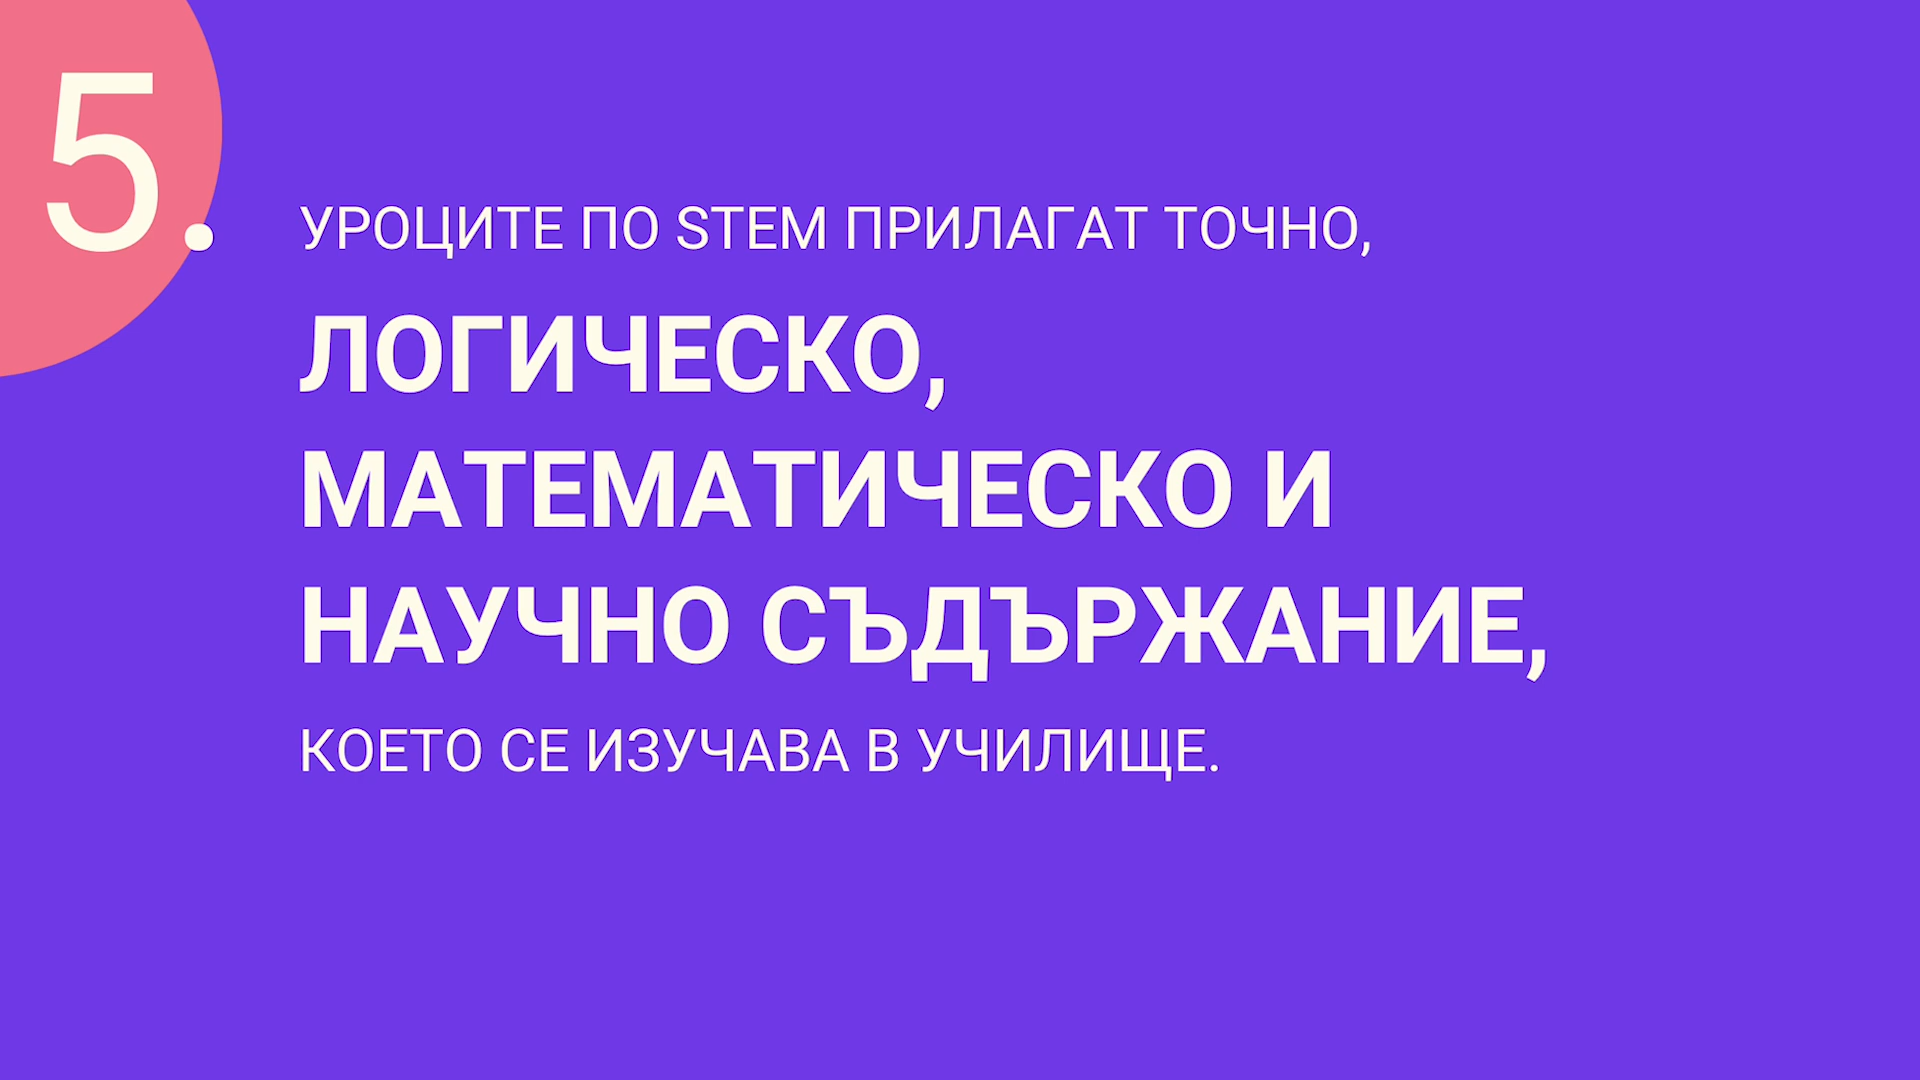 5.
УРОЦИТЕ ПО STEM ПРИЛАГАТ ТОЧНО,
ЛОГИЧЕСКО,
МАТЕМАТИЧЕСКО И
НАУЧНО СЪДЪРЖАНИЕ,
КОЕТО СЕ ИЗУЧАВА В УЧИЛИЩЕ.